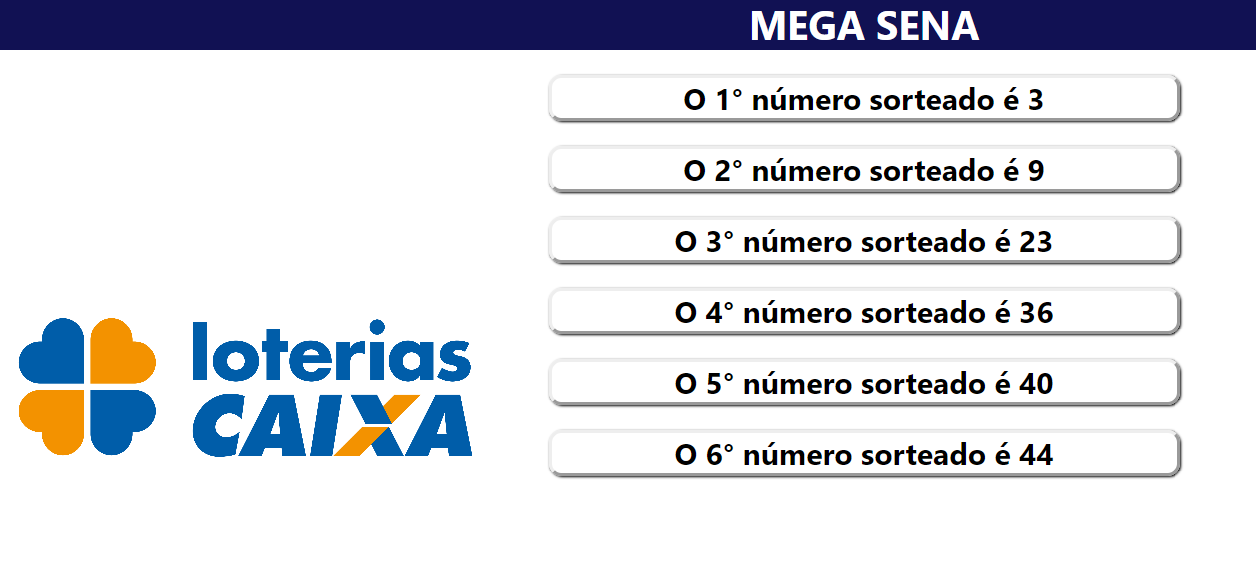 MEGA SENA
O 1° número sorteado é 3
O 2° número sorteado é 9
O 3° número sorteado é 23
O 4° número sorteado é 36
O 5° número sorteado é 40
O 6° número sorteado é 44
loterias
CAIXA